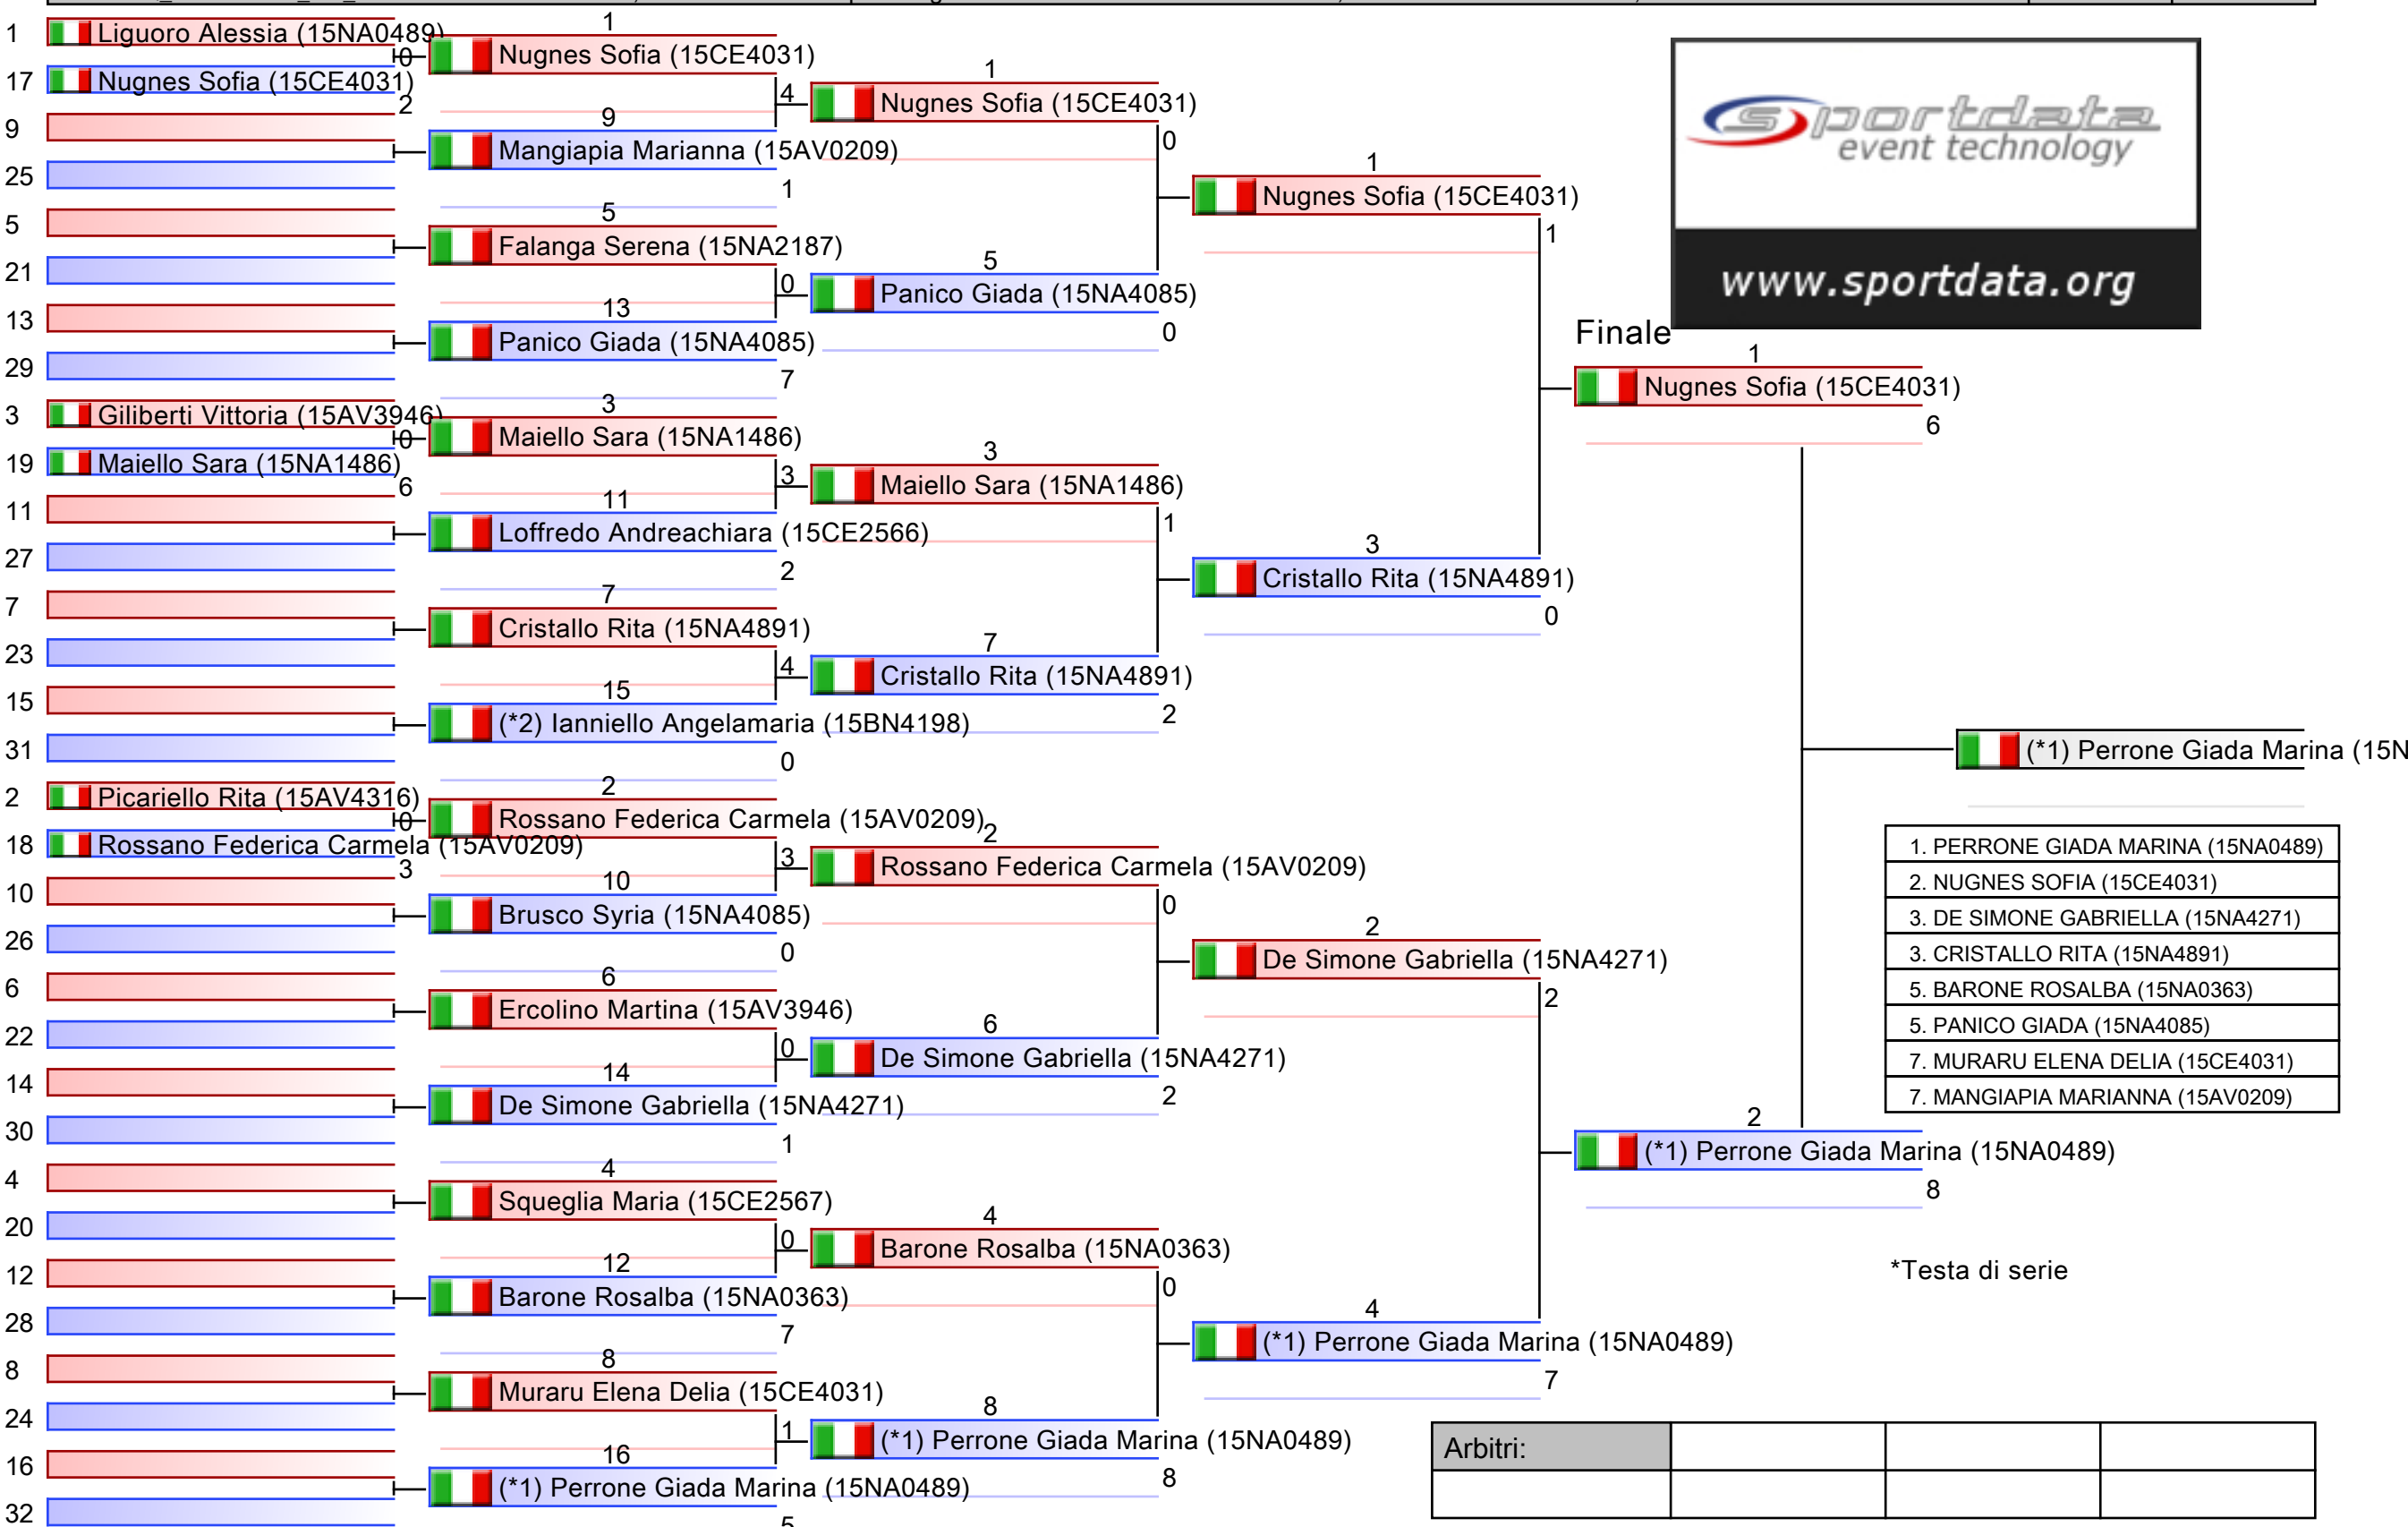 1 Liguoro Alessia (15NA0489) 0
17 Nugnes Sofia (15CE4031) 2
9
25
5
21
13
29
3 Giliberti Vittoria (15AV3946) 0
19 Maiello Sara (15NA1486) 6
11
27
7
23
15
31
2 Picariello Rita (15AV4316) 0
18 Rossano Federica Carmela (15AV0209) 3
10
26
6
22
14
30
4
20
12
28
8
24
16
32
1
Nugnes Sofia (15CE4031) 4
9
Mangiapia Marianna (15AV0209) 1
5
Falanga Serena (15NA2187) 0
13
Panico Giada (15NA4085) 7
3
Maiello Sara (15NA1486) 3
11
Loffredo Andreachiara (15CE2566) 2
7
Cristallo Rita (15NA4891) 4
15
(*2) Ianniello Angelamaria (15BN4198) 0
2
Rossano Federica Carmela (15AV0209) 3
10
Brusco Syria (15NA4085) 0
6
Ercolino Martina (15AV3946) 0
14
De Simone Gabriella (15NA4271) 1
4
Squeglia Maria (15CE2567) 0
12
Barone Rosalba (15NA0363) 7
8
Muraru Elena Delia (15CE4031) 1
16
(*1) Perrone Giada Marina (15NA0489) 5
1
Nugnes Sofia (15CE4031) 0
5
Panico Giada (15NA4085) 0
3
Maiello Sara (15NA1486) 1
7
Cristallo Rita (15NA4891) 2
2
Rossano Federica Carmela (15AV0209) 0
6
De Simone Gabriella (15NA4271) 2
4
Barone Rosalba (15NA0363) 0
8
(*1) Perrone Giada Marina (15NA0489) 8
1
Nugnes Sofia (15CE4031) 1
3
Cristallo Rita (15NA4891) 0
2
De Simone Gabriella (15NA4271) 2
4
(*1) Perrone Giada Marina (15NA0489) 7
sportdata
event technology
www.sportdata.org
Finale
1
Nugnes Sofia (15CE4031) 6
2
(*1) Perrone Giada Marina (15NA0489) 8
(*1) Perrone Giada Marina (15N
1. PERRONE GIADA MARINA (15NA0489)
2. NUGNES SOFIA (15CE4031)
3. DE SIMONE GABRIELLA (15NA4271)
3. CRISTALLO RITA (15NA4891)
5. BARONE ROSALBA (15NA0363)
5. PANICO GIADA (15NA4085)
7. MURARU ELENA DELIA (15CE4031)
7. MANGIAPIA MARIANNA (15AV0209)
*Testa di serie
Arbitri: